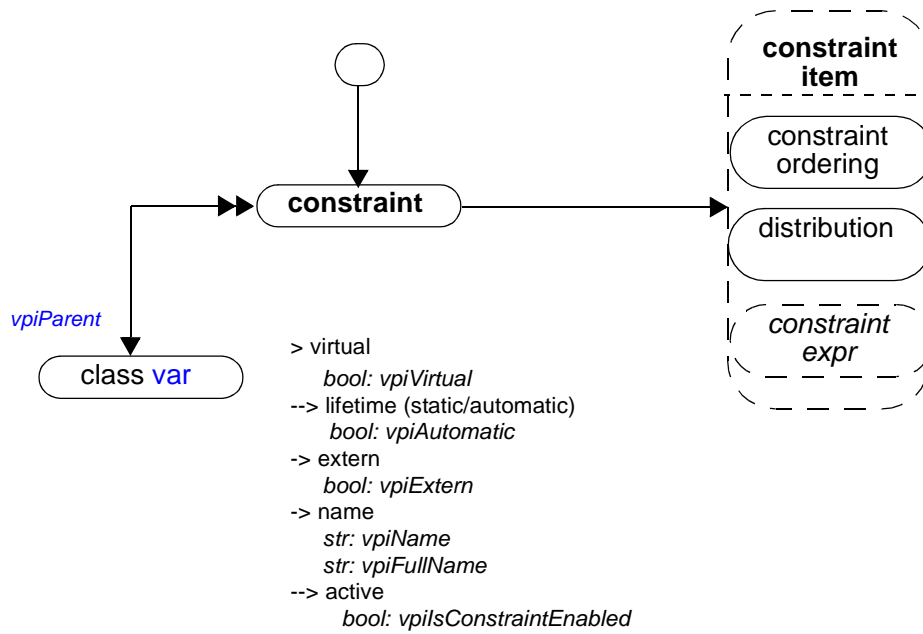 constraint
item
constraint
ordering
constraint
distribution
vpiParent
constraint
expr
class var
> virtual
bool: vpiVirtual
--> lifetime (static/automatic)
bool: vpiAutomatic
-> extern
bool: vpiExtern
-> name
str: vpiName
str: vpiFullName
--> active
bool: vpiIsConstraintEnabled